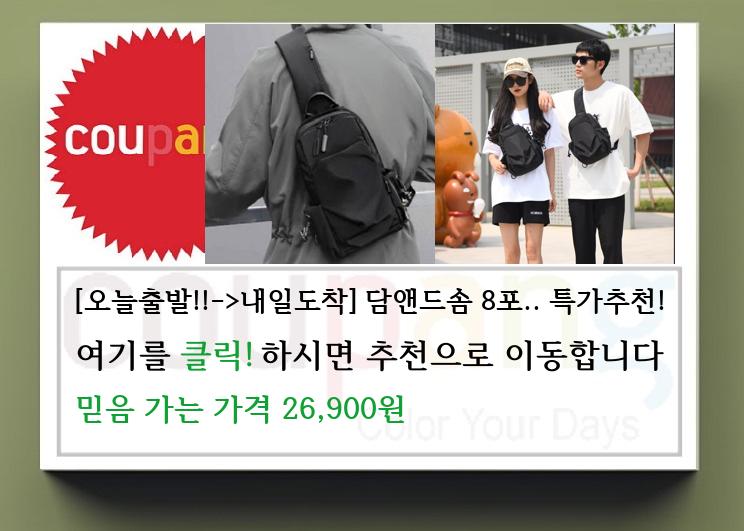 coupan
[오늘출발!!->내일도착] 담앤드솜 8포.. 특가추천!
여기를 클릭! 하시면 추천으로 이동합니다
믿음 가는 가격 26,900원
coupang
Color Your Days